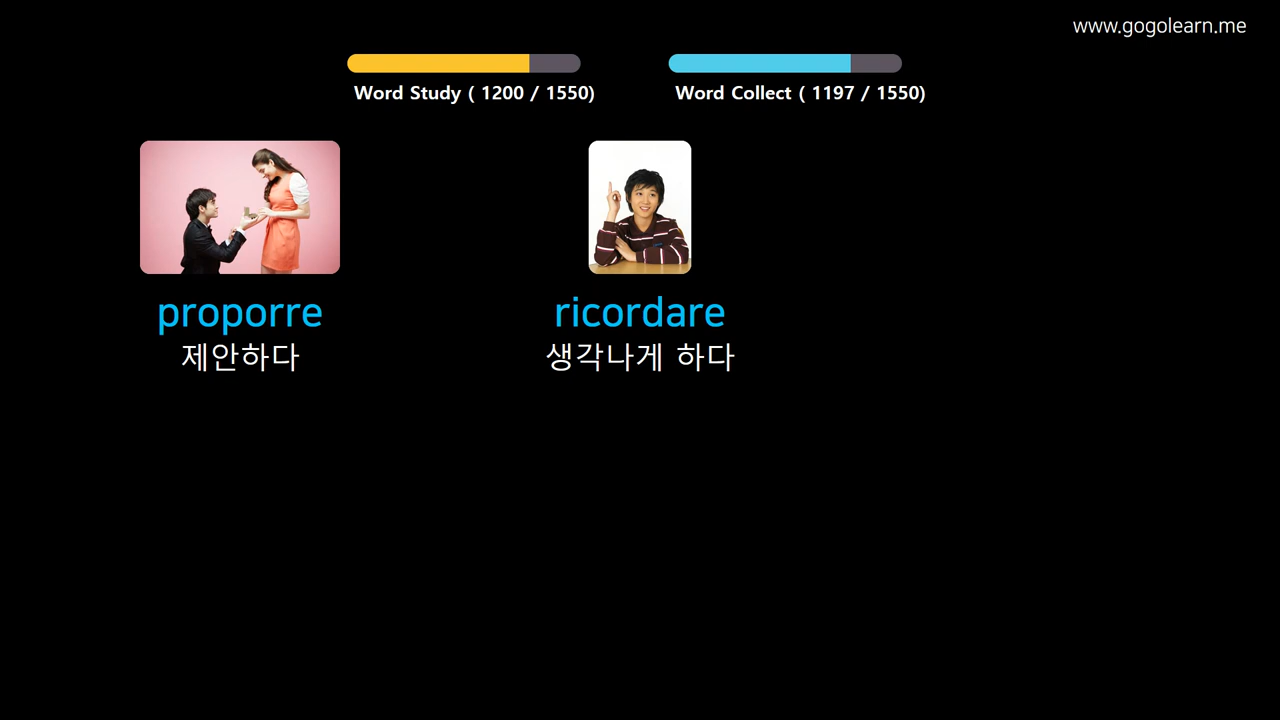 www.gogolearn.me
Word Study ( 1200 / 1550)
Word Collect ( 1197 / 1550)
proporre
제안하다
ricordare
생각나게 하다